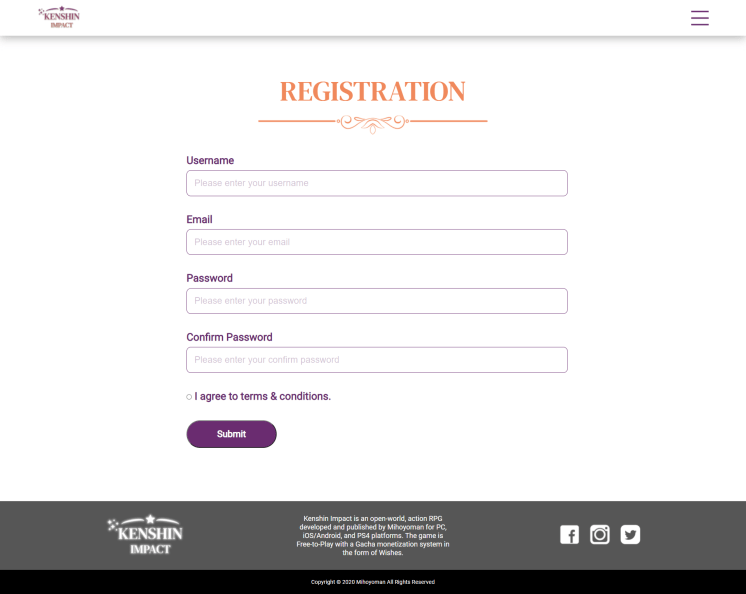 KENSHIN
IMPACT
REGISTRATION
Username
Please enter your username
Email
Please enter your email
Password
Please enter your password
Confirm Password
Please enter your confirm password
I agree to terms & conditions.
Submit
KENSHIN
IMPACT
Kenshin Impact is an open-world, action RPG
developed and published by Mihoyoman for PC,
iOS/Android, and PS4 platforms. The game is
Free-to-Play with a Gacha monetization system in
the form of Wishes.
Copyright © 2020 Mihoyoman All Rights Reserved